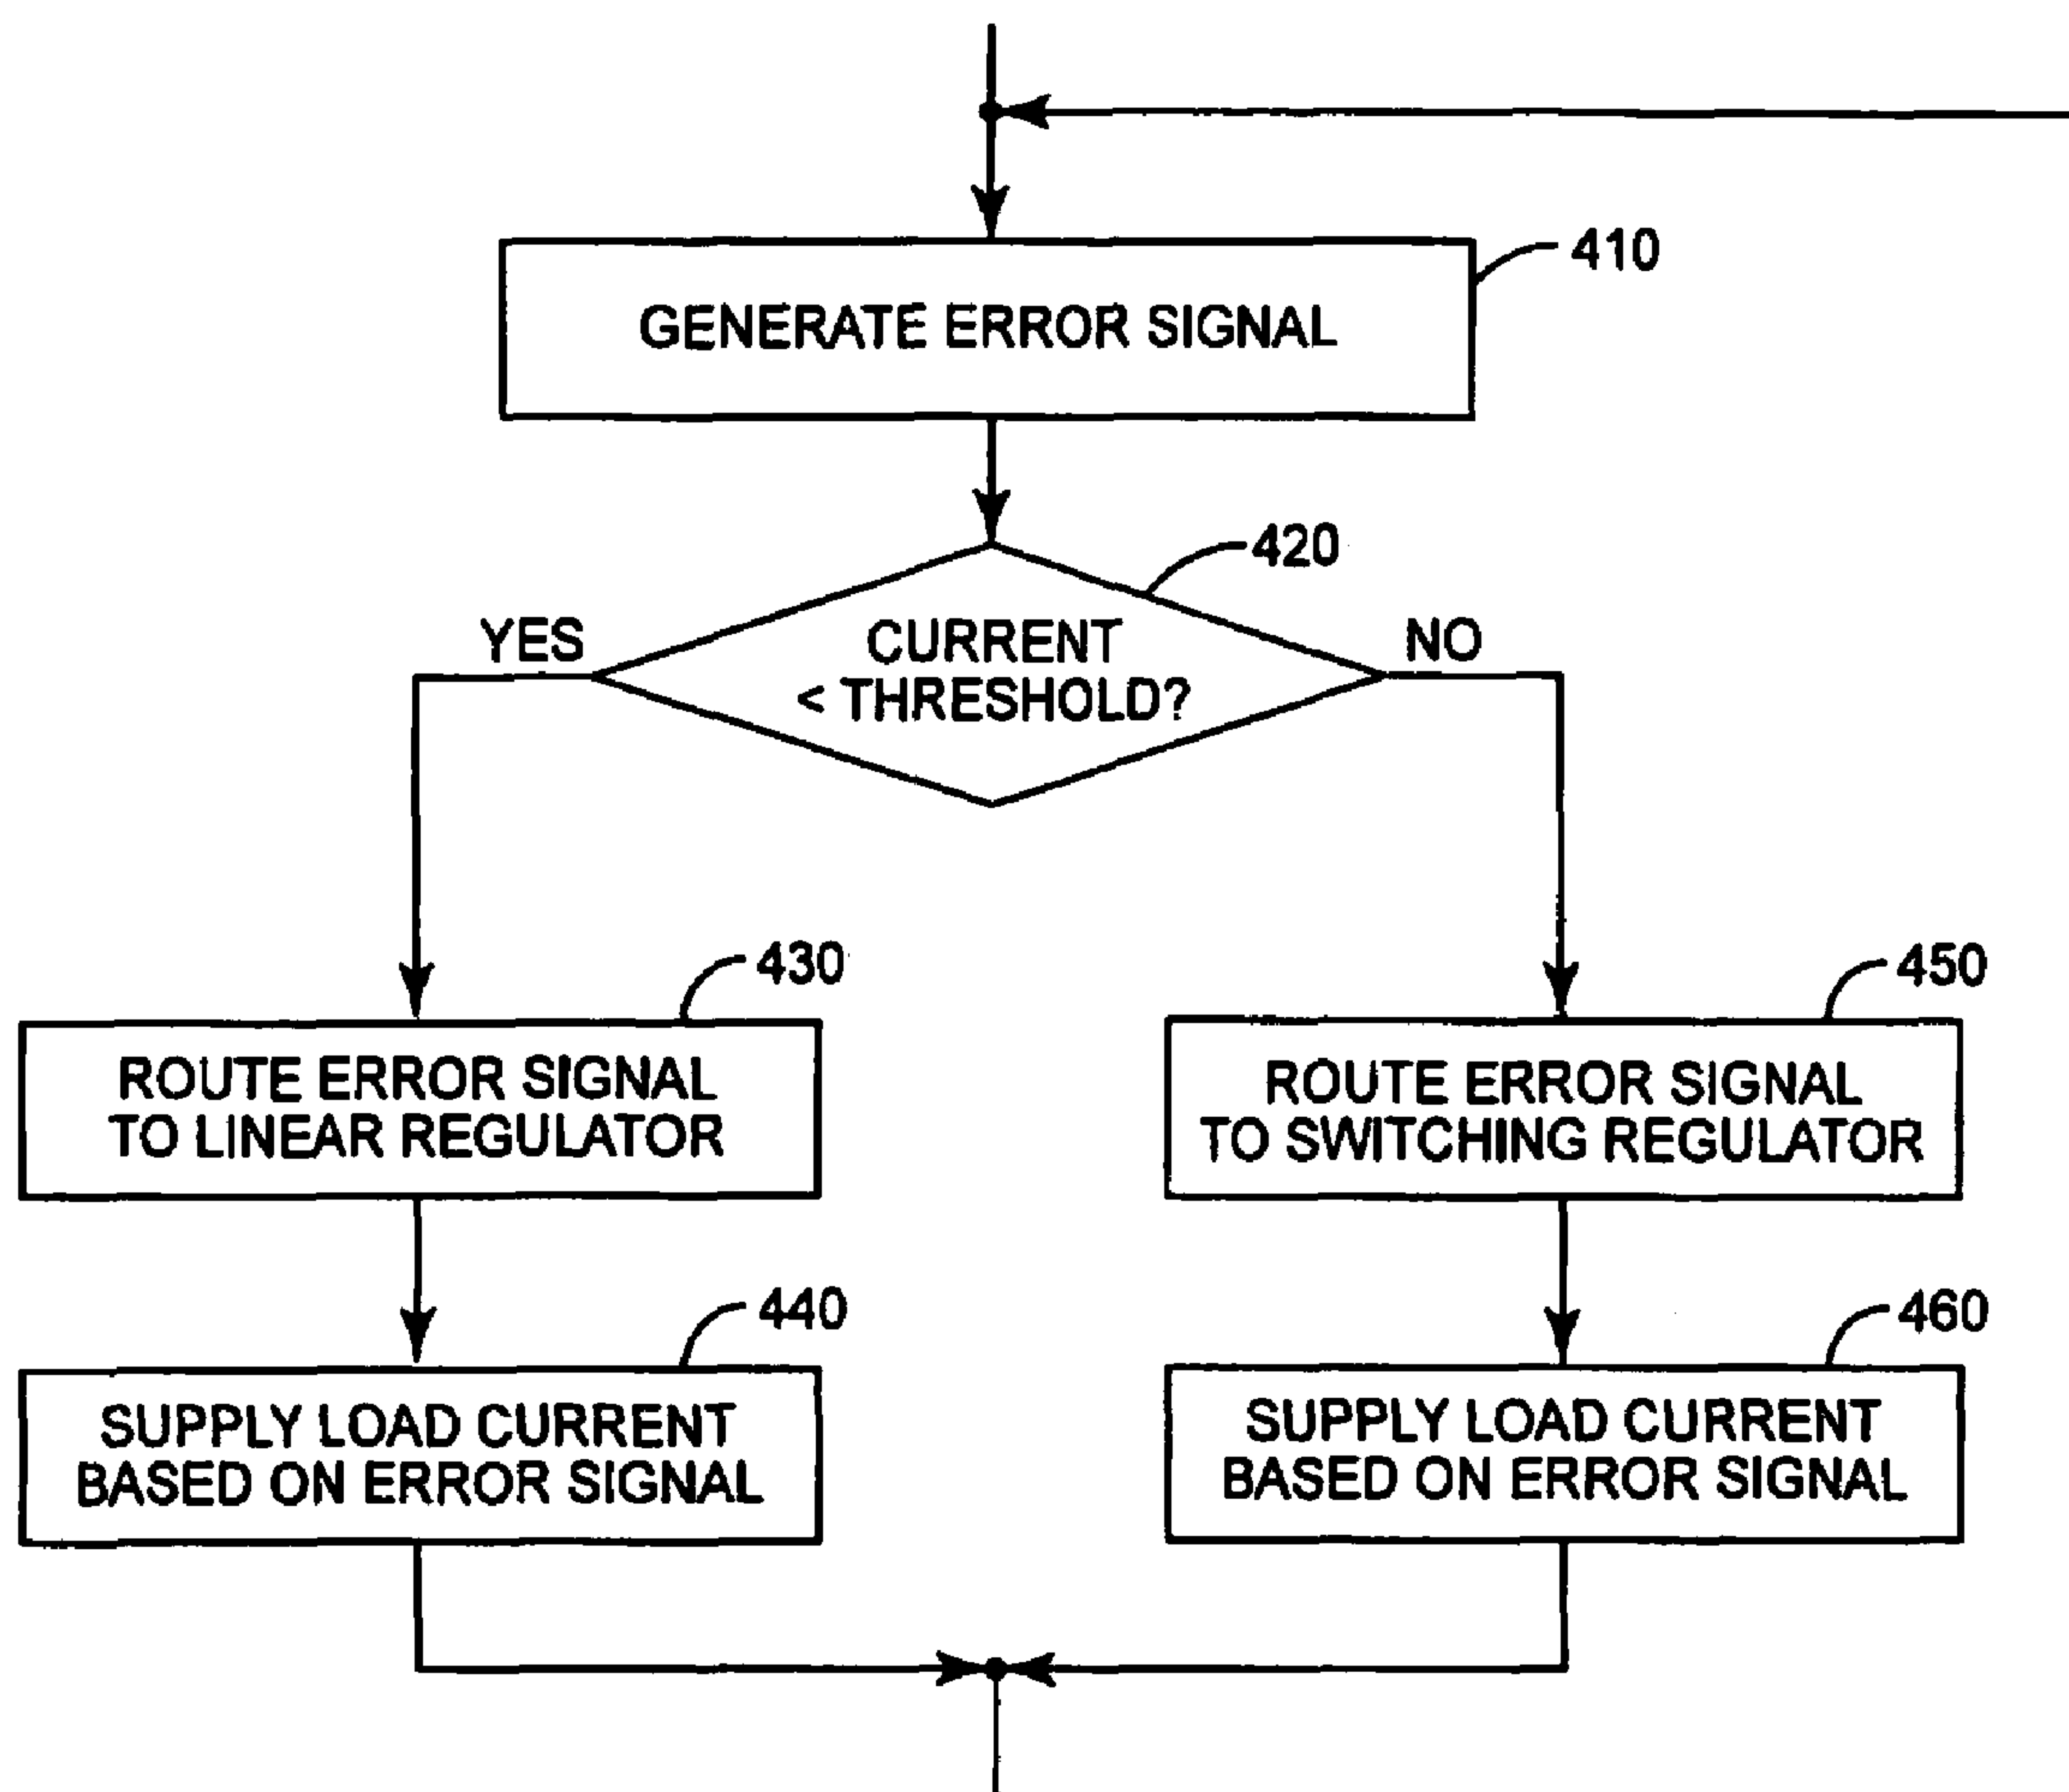 410
GENERATE ERROR SIGNAL
420
YES
CURRENT
< THRESHOLD?
NO
430
ROUTE ERROR SIGNAL
TO LINEAR REGULATOR
450
ROUTE ERROR SIGNAL
TO SWITCHING REGULATOR
440
SUPPLY LOAD CURRENT
BASED ON ERROR SIGNAL
460
SUPPLY LOAD CURRENT
BASED ON ERROR SIGNAL